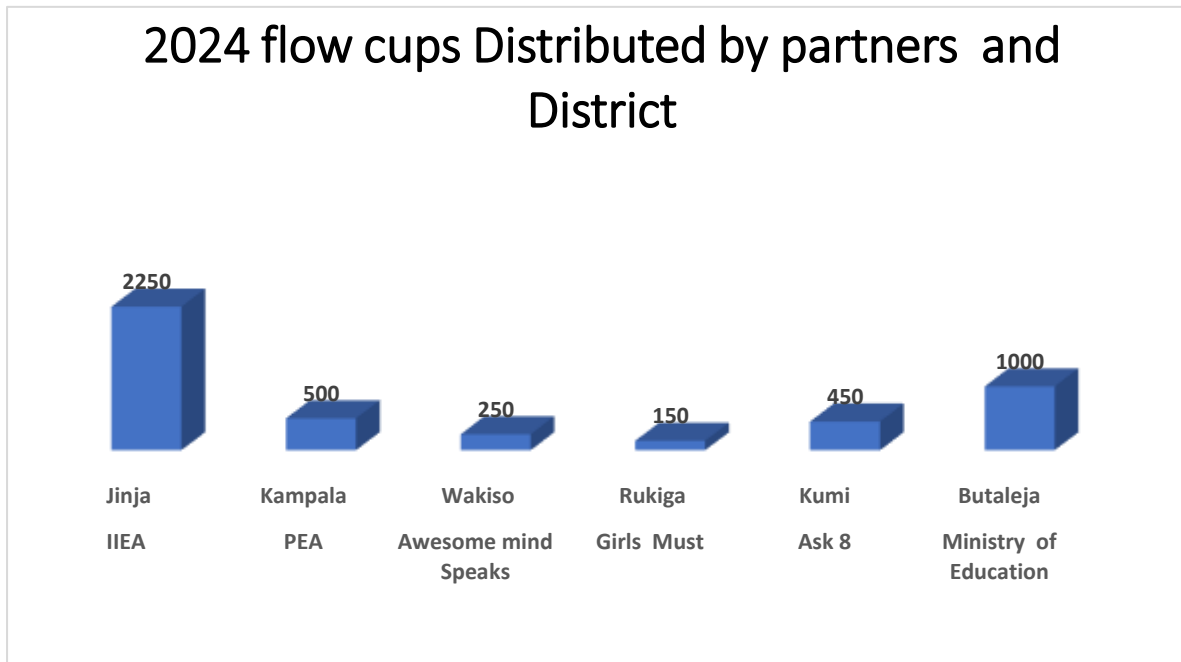 2024 flow cups Distributed by partners and
District
2250
500
250
150
450
1000
Jinja
Kampala
Wakiso
Rukiga
Kumi
Butaleja
IIEA
PEA
Awesome mind
Speaks
Girls Must
Ask 8
Ministry of
Education